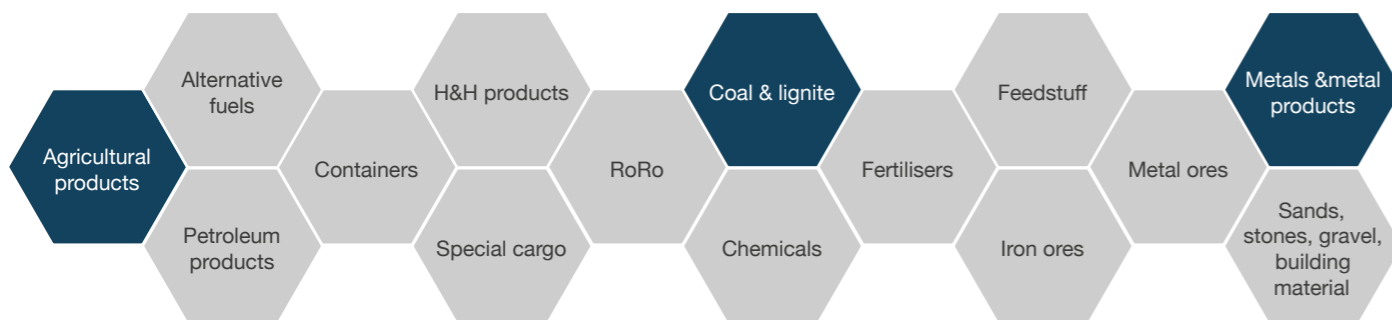 Agricultural
products
Alternative
fuels
Petroleum
products
Containers
H&H products
Special cargo
RoRo
Coal & lignite
Chemicals
Fertilisers
Feedstuff
Iron ores
Metal ores
Metals &metal
products
Sands,
stones, gravel,
building
material